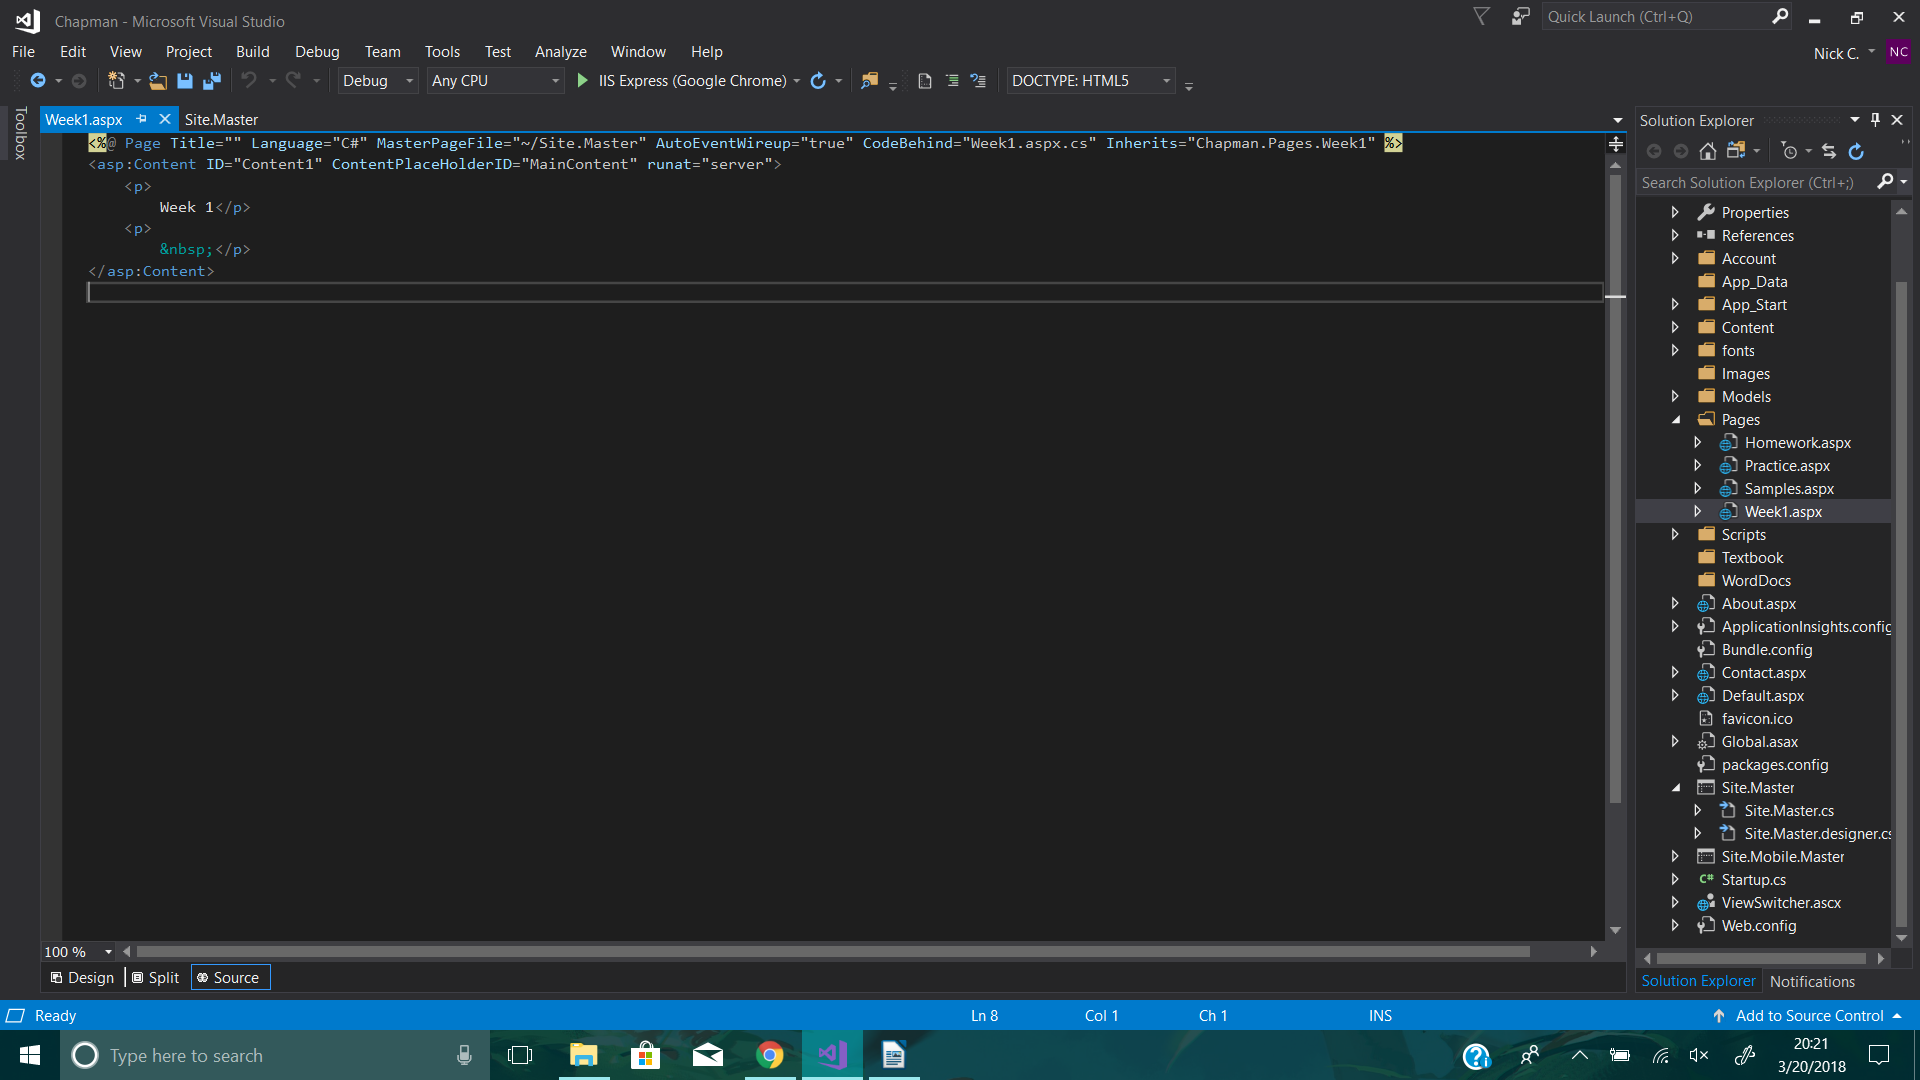 Chapman - Microsoft Visual Studio
Quick Launch (Ctrl+Q)
File Edit View Project Build Debug Team Tools Test Analyze Window Help
Nick C. NC
Debug Any CPU IIS Express (Google Chrome) DOCTYPE: HTML5
Toolbox
Week1.aspx Site.Master
<%@ Page Title="" Language="C#" MasterPageFile="~/Site.Master" AutoEventWireup="true" CodeBehind="Week1.aspx.cs" Inherits="Chapman.Pages.Week1" %>
<asp:Content ID="Content1" ContentPlaceHolderID="MainContent" runat="server">
<p>
Week 1</p>
<p>
&nbsp;</p>
</asp:Content>
100 %
Design Split Source
Solution Explorer
Search Solution Explorer (Ctrl+;)
Properties
References
Account
App_Data
App_Start
Content
fonts
Images
Models
Pages
Homework.aspx
Practice.aspx
Samples.aspx
Week1.aspx
Scripts
Textbook
WordDocs
About.aspx
ApplicationInsights.config
Bundle.config
Contact.aspx
Default.aspx
favicon.ico
Global.asax
packages.config
Site.Master
Site.Master.cs
Site.Master.designer.cs
Site.Mobile.Master
C# Startup.cs
ViewSwitcher.ascx
Web.config
Solution Explorer Notifications
Ready Ln 8 Col 1 Ch 1 INS Add to Source Control
Type here to search
20:21
3/20/2018